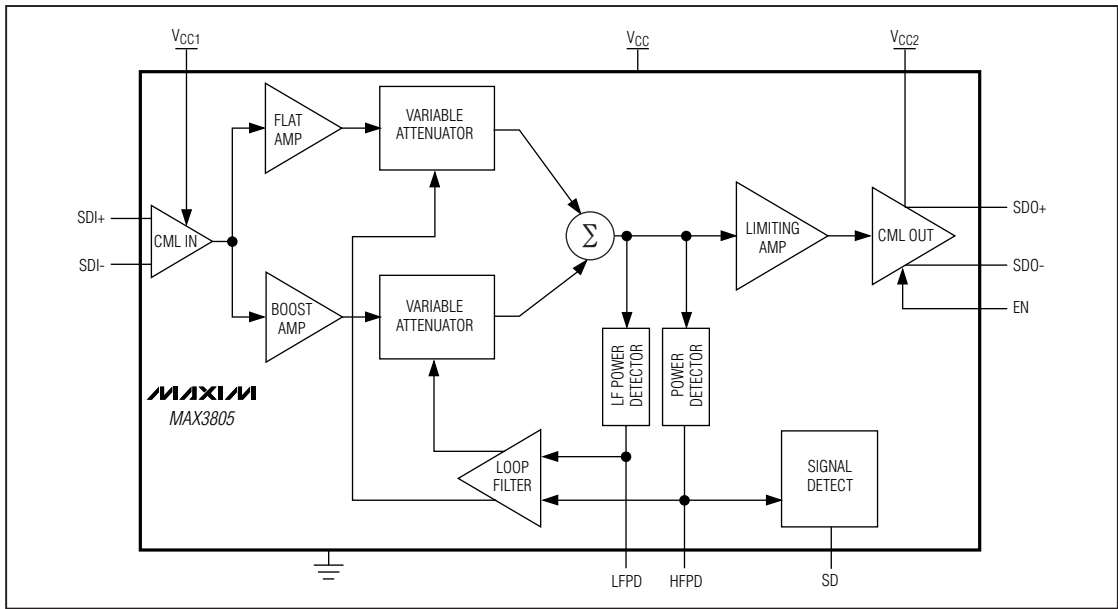 VCC1
VCC
VCC2
FLAT
AMP
VARIABLE
ATTENUATOR
SDI+
SDI-
CML IN
Σ
LIMITING
AMP
CML OUT
SDO+
SDO-
EN
BOOST
AMP
VARIABLE
ATTENUATOR
LF POWER
DETECTOR
POWER
DETECTOR
MAXIM
MAX3805
LOOP
FILTER
SIGNAL
DETECT
LFPD
HFPD
SD